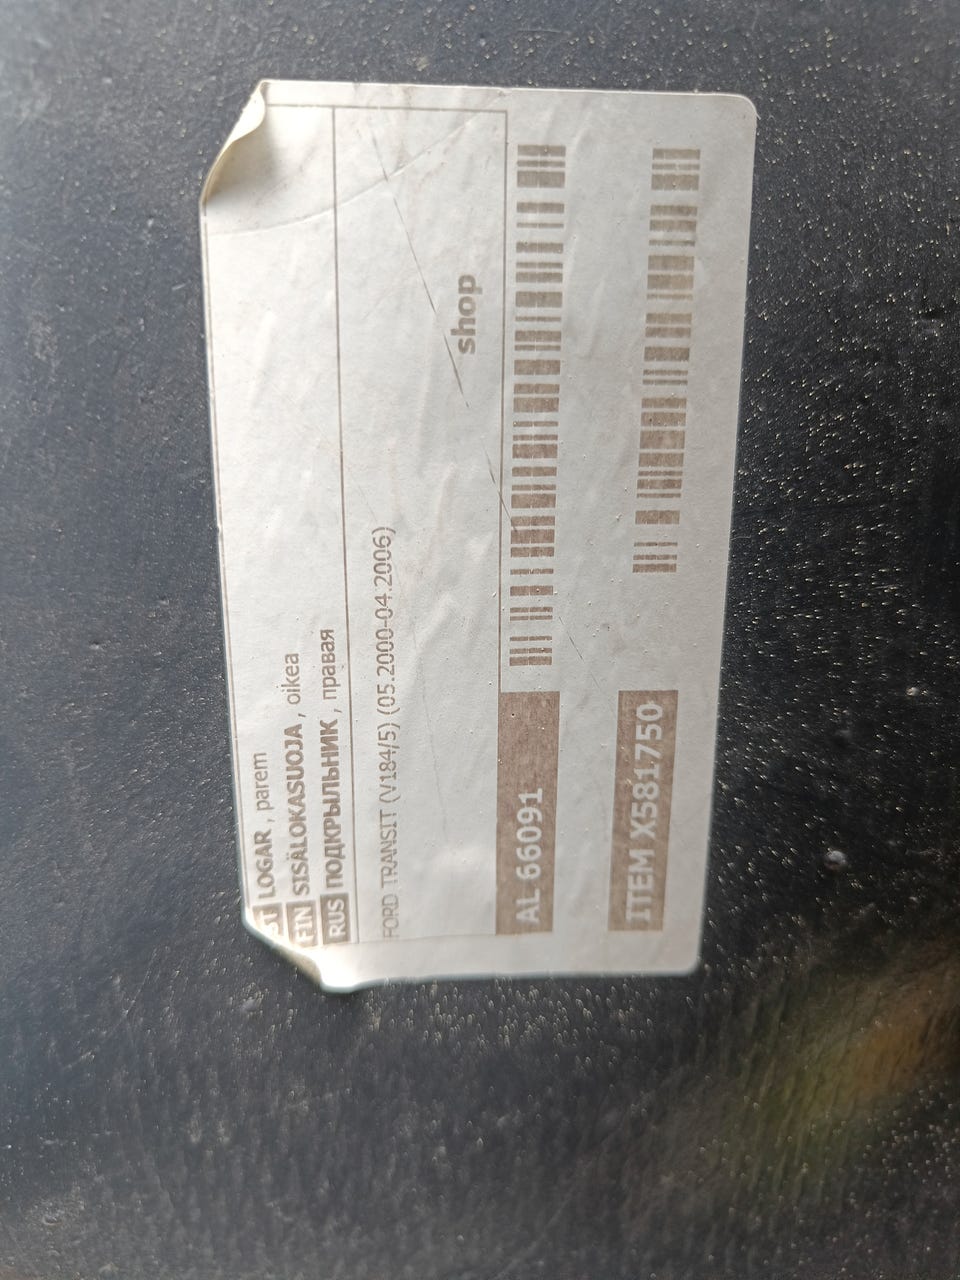 LOGAR, parem
FIN SISÄLOKASUOJA, oikea
RUS ПОДКРЫЛЬНИК, правая
FORD TRANSIT (V184/5) (05.2000-04.2006)
shop
AL 66091
ITEM X581750